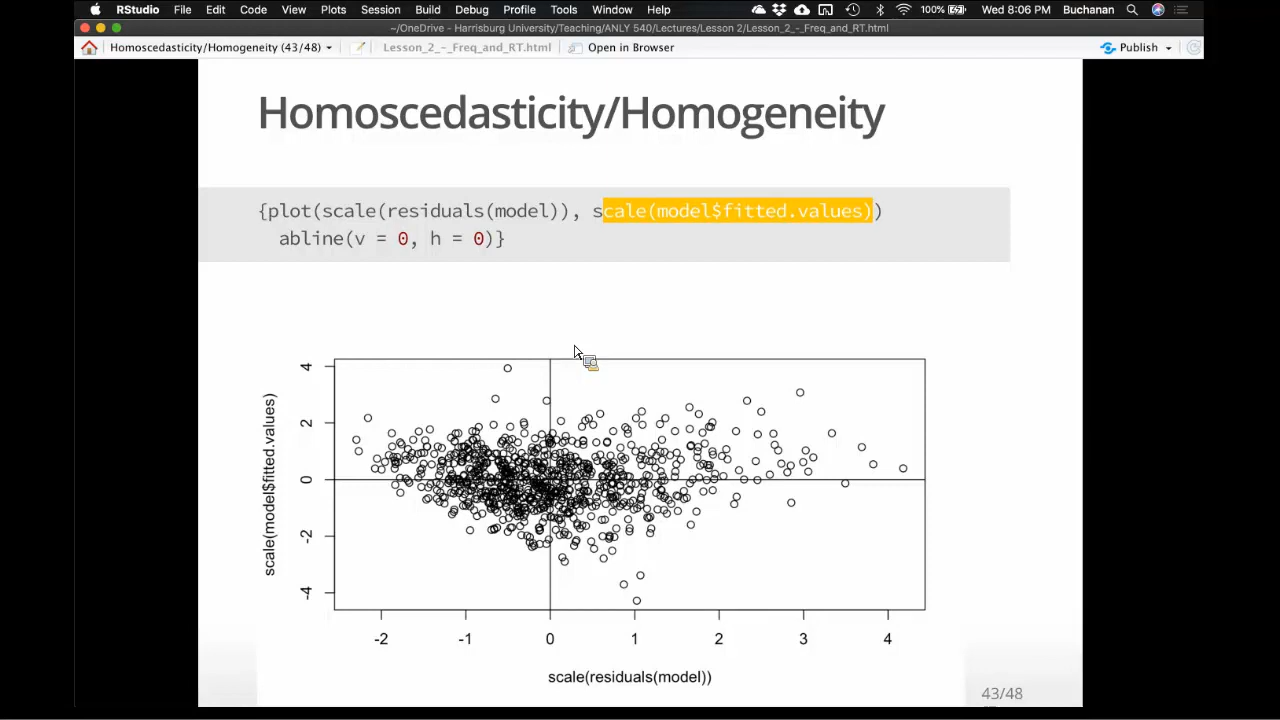 RStudio File Edit Code View Plots Session Build Debug Profile Tools Window Help 100% Wed 8:06 PM Buchanan
~/OneDrive - Harrisburg University/Teaching/ANLY 540/Lectures/Lesson 2/Lesson_2_-_Freq_and_RT.html
Homoscedasticity/Homogeneity (43/48) Lesson_2_-_Freq_and_RT.html Open in Browser Publish
Homoscedasticity/Homogeneity
{plot(scale(residuals(model)), scale(model$fitted.values))
abline(v = 0, h = 0)}
scale(model$fitted.values)
4
2
0
-2
-4
-2 -1 0 1 2 3 4
scale(residuals(model))
43/48